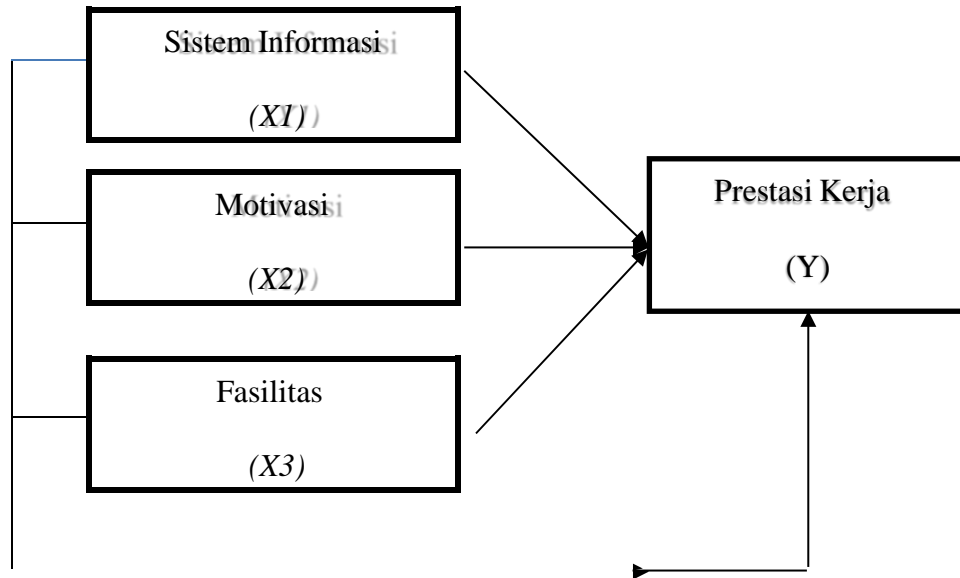 Sistem Informasi
(X1)
Motivasi
(X2)
Fasilitas
(X3)
Prestasi Kerja
(Y)